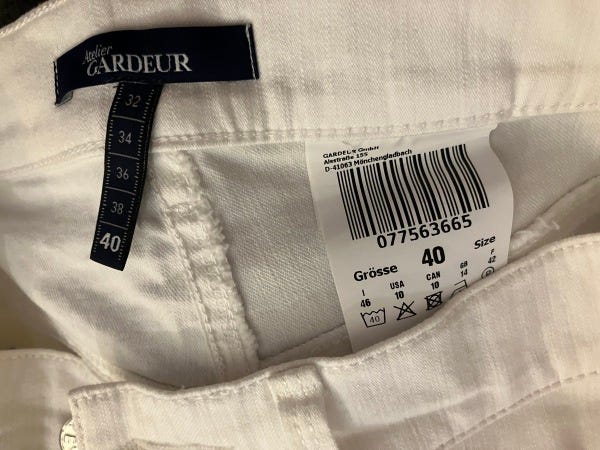 Atelier
GARDEUR
32
34
36
38
40
GARDEUR GmbH
Alsstraße 155
D-41063 Mönchengladbach
077563665
Grösse 40 Size
I USA CAN GB F
46 10 10 14 42
40